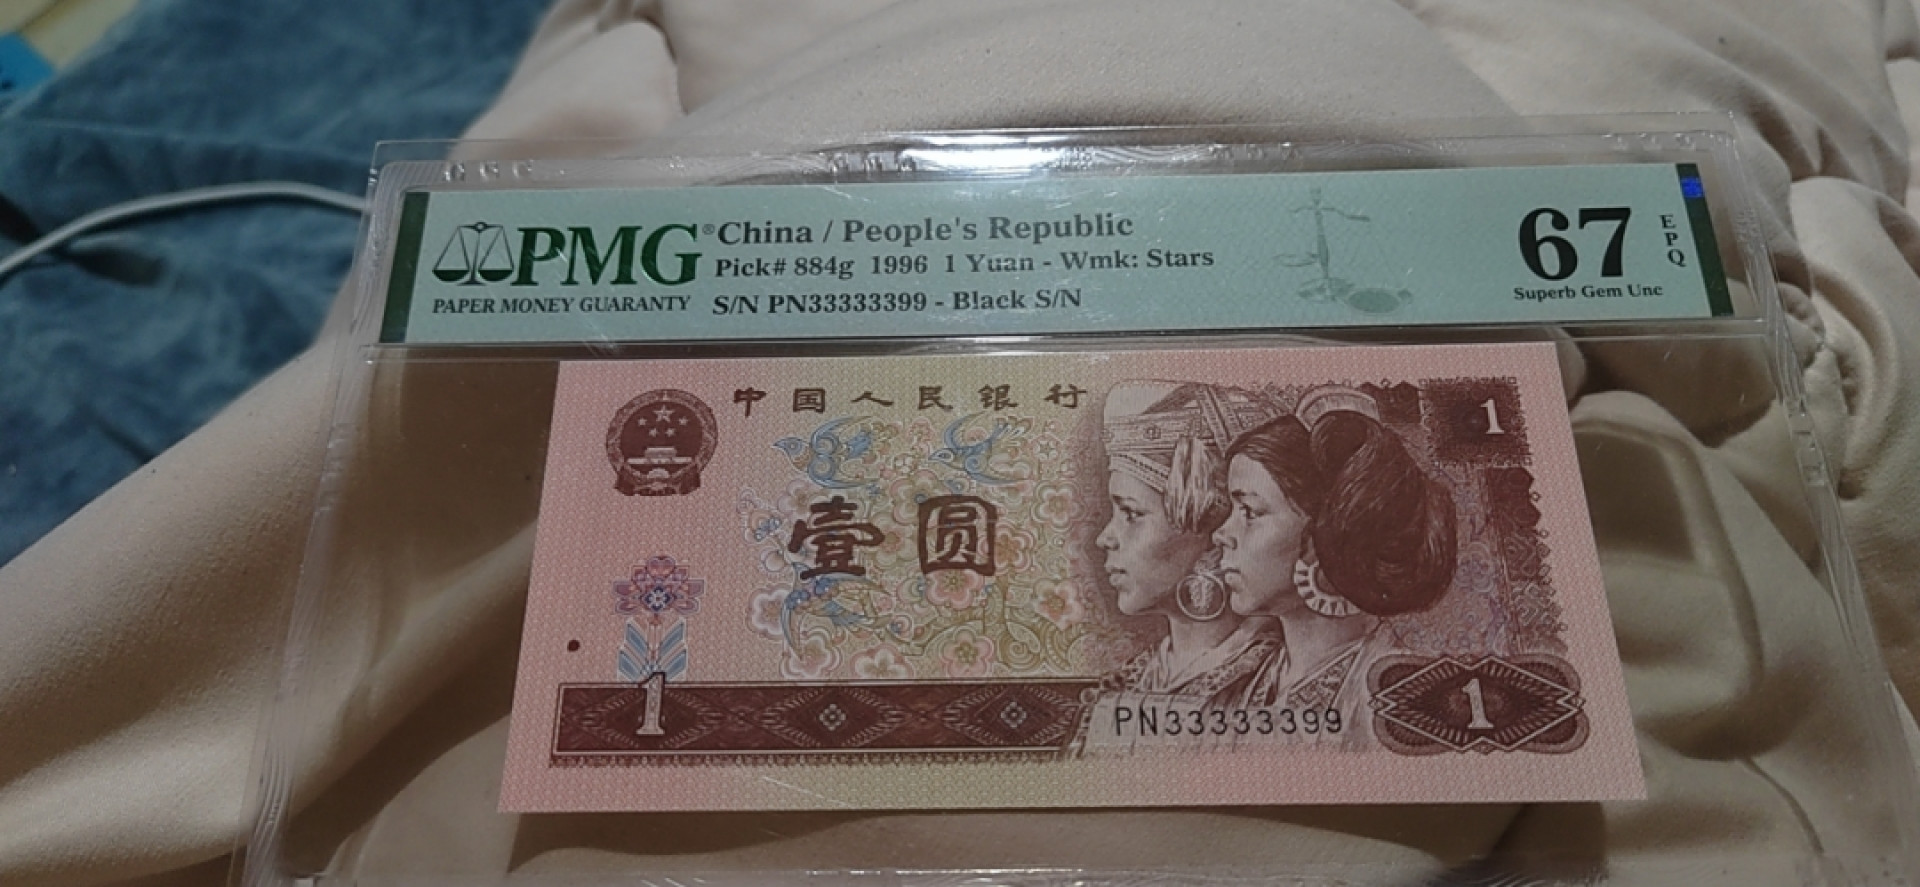 PMG® China / People's Republic
Pick# 884g 1996 1 Yuan - Wmk: Stars
PAPER MONEY GUARANTY S/N PN33333399 - Black S/N
67 EPQ
Superb Gem Unc
中国人民银行
1
壹圆
1
PN33333399
1